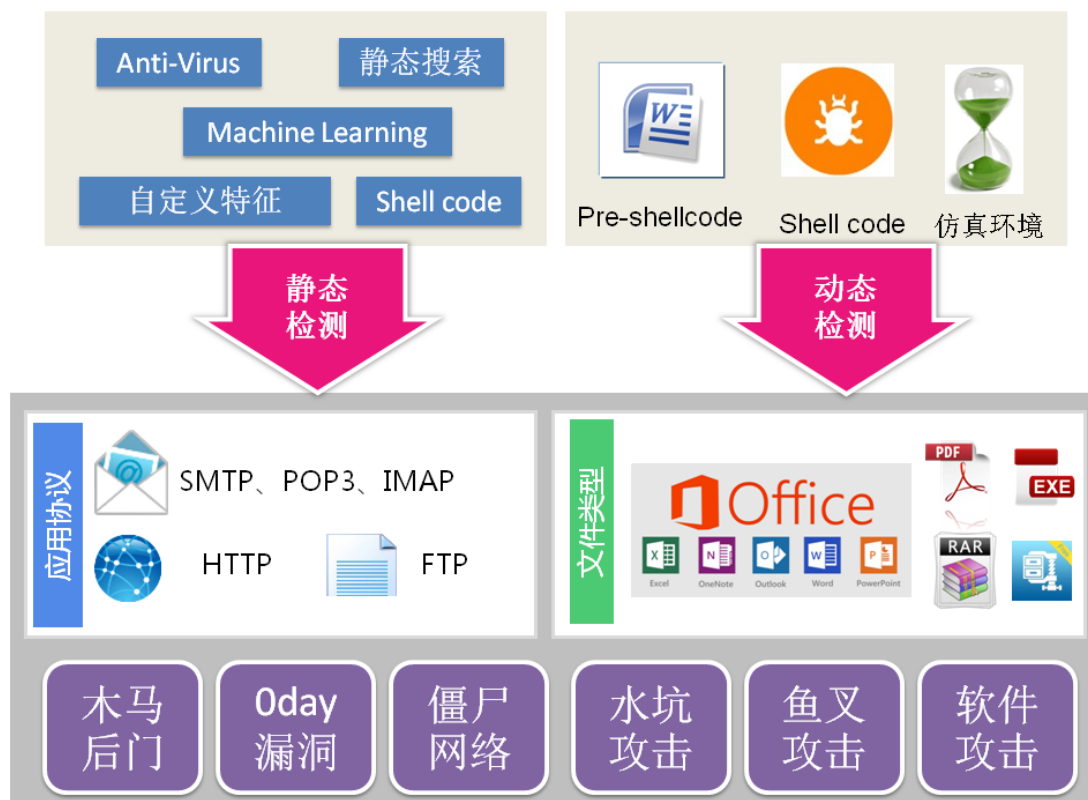 Anti-Virus
静态搜索
Machine Learning
自定义特征
Shell code
Pre-shellcode
Shell code
仿真环境
静态
检测
动态
检测
应用协议
SMTP、POP3、IMAP
HTTP
FTP
文件类型
Office
Excel
OneNote
Outlook
Word
PowerPoint
PDF
EXE
RAR
木马
后门
0day
漏洞
僵尸
网络
水坑
攻击
鱼叉
攻击
软件
攻击